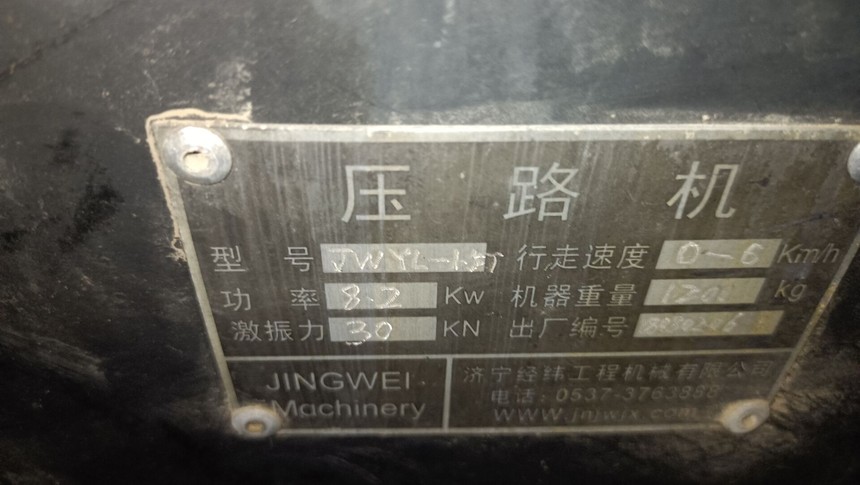 压路机
型号 行走速度 0-6 Km/h
功率 8.2 Kw 机器重量 kg
激振力 30 KN 出厂编号
JINGWEI
Machinery
济宁经纬工程机械有限公司
电话: 0537-3763888